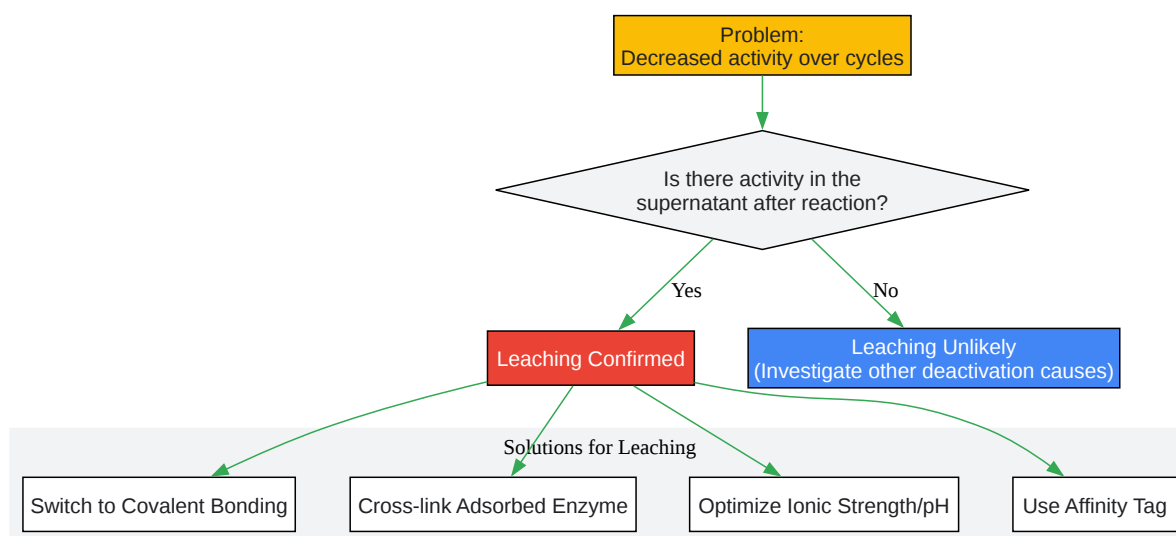 Problem:
Decreased activity over cycles
Is there activity in the
supernatant after reaction?
Yes
No
Leaching Confirmed
Leaching Unlikely
(Investigate other deactivation causes)
Solutions for Leaching
Switch to Covalent Bonding
Cross-link Adsorbed Enzyme
Optimize Ionic Strength/pH
Use Affinity Tag